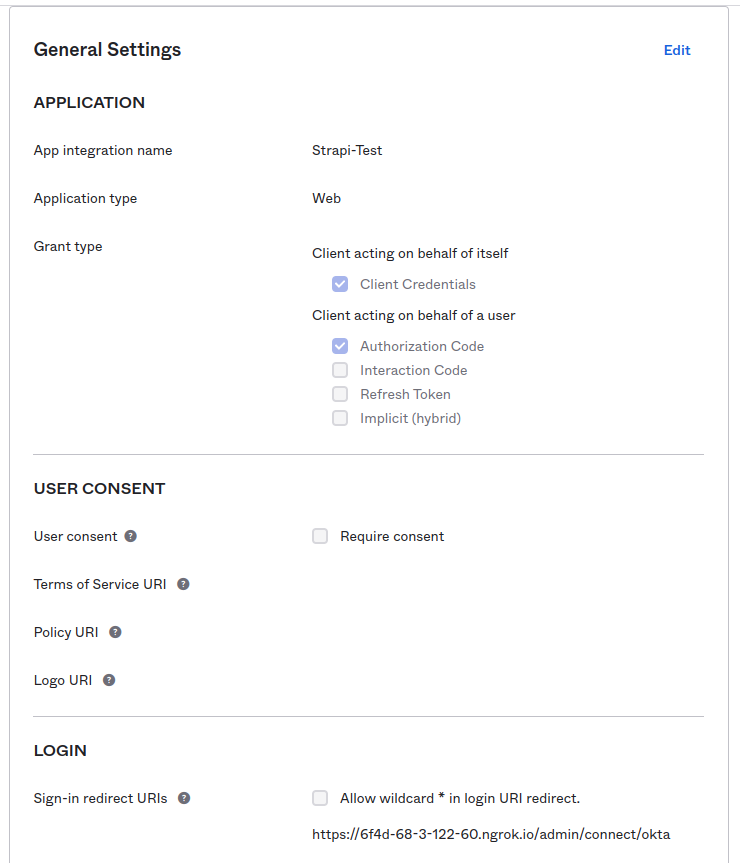 General Settings
Edit
APPLICATION
App integration name
Strapi-Test
Application type
Web
Grant type
Client acting on behalf of itself
Client Credentials
Client acting on behalf of a user
Authorization Code
Interaction Code
Refresh Token
Implicit (hybrid)
USER CONSENT
User consent ?
Require consent
Terms of Service URI ?
Policy URI ?
Logo URI ?
LOGIN
Sign-in redirect URIs ?
Allow wildcard * in login URI redirect.
https://6f4d-68-3-122-60.ngrok.io/admin/connect/okta